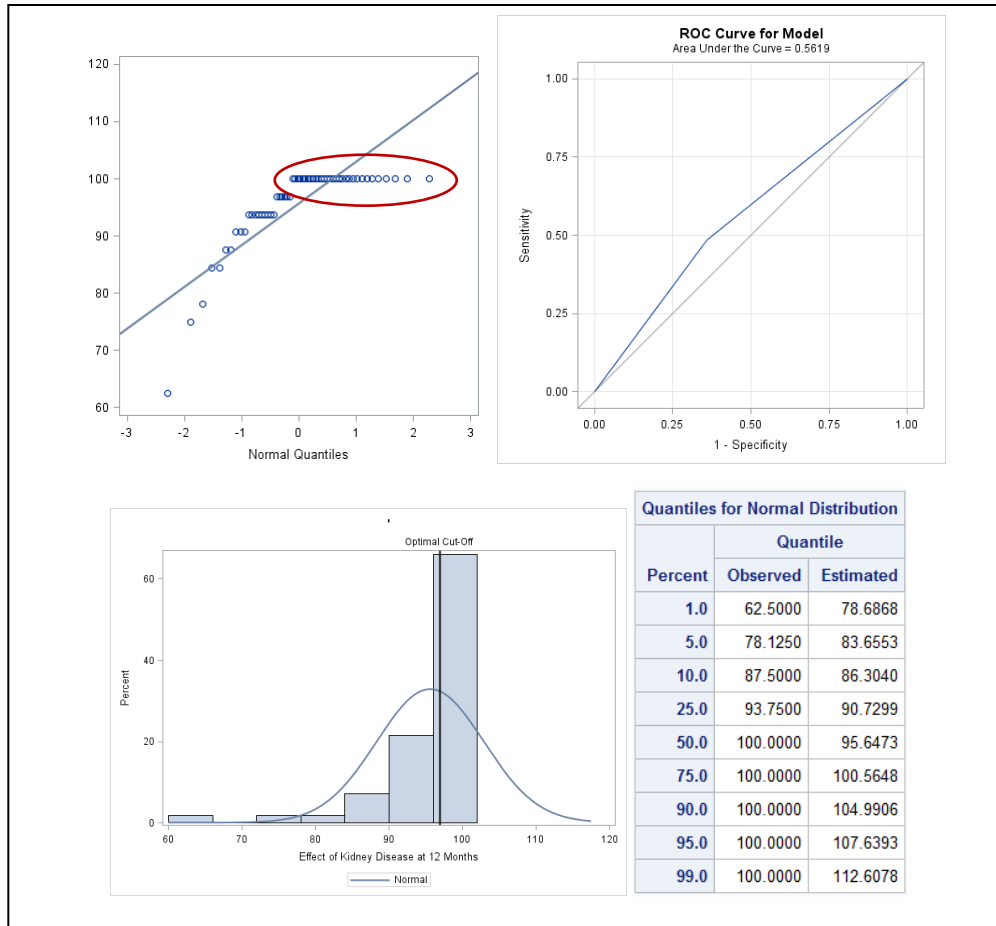 120
110
100
90
80
70
60
-3 -2 -1 0 1 2 3
Normal Quantiles
ROC Curve for Model
Area Under the Curve = 0.5619
1.00
0.75
0.50
0.25
0.00
Sensitivity
0.00 0.25 0.50 0.75 1.00
1 - Specificity
Optimal Cut-Off
60
40
20
0
Percent
60 70 80 90 100 110 120
Effect of Kidney Disease at 12 Months
Normal
Quantiles for Normal Distribution
Quantile
Percent Observed Estimated
1.0 62.5000 78.6868
5.0 78.1250 83.6553
10.0 87.5000 86.3040
25.0 93.7500 90.7299
50.0 100.0000 95.6473
75.0 100.0000 100.5648
90.0 100.0000 104.9906
95.0 100.0000 107.6393
99.0 100.0000 112.6078